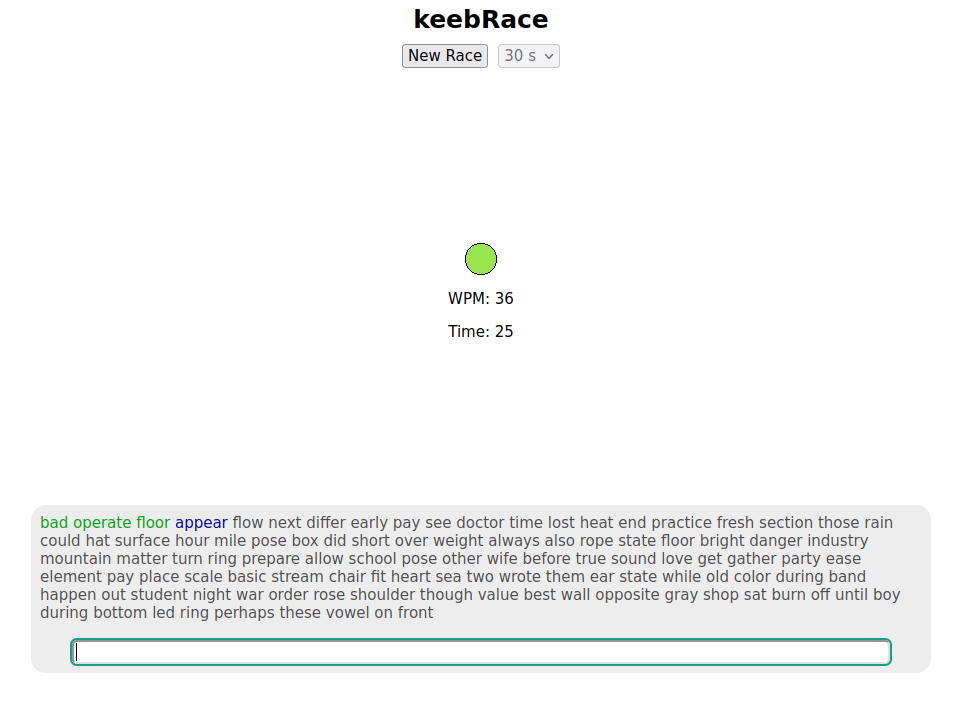 keebRace
New Race 30 s
WPM: 36
Time: 25
bad operate floor appear flow next differ early pay see doctor time lost heat end practice fresh section those rain
could hat surface hour mile pose box did short over weight always also rope state floor bright danger industry
mountain matter turn ring prepare allow school pose other wife before true sound love get gather party ease
element pay place scale basic stream chair fit heart sea two wrote them ear state while old color during band
happen out student night war order rose shoulder though value best wall opposite gray shop sat burn off until boy
during bottom led ring perhaps these vowel on front